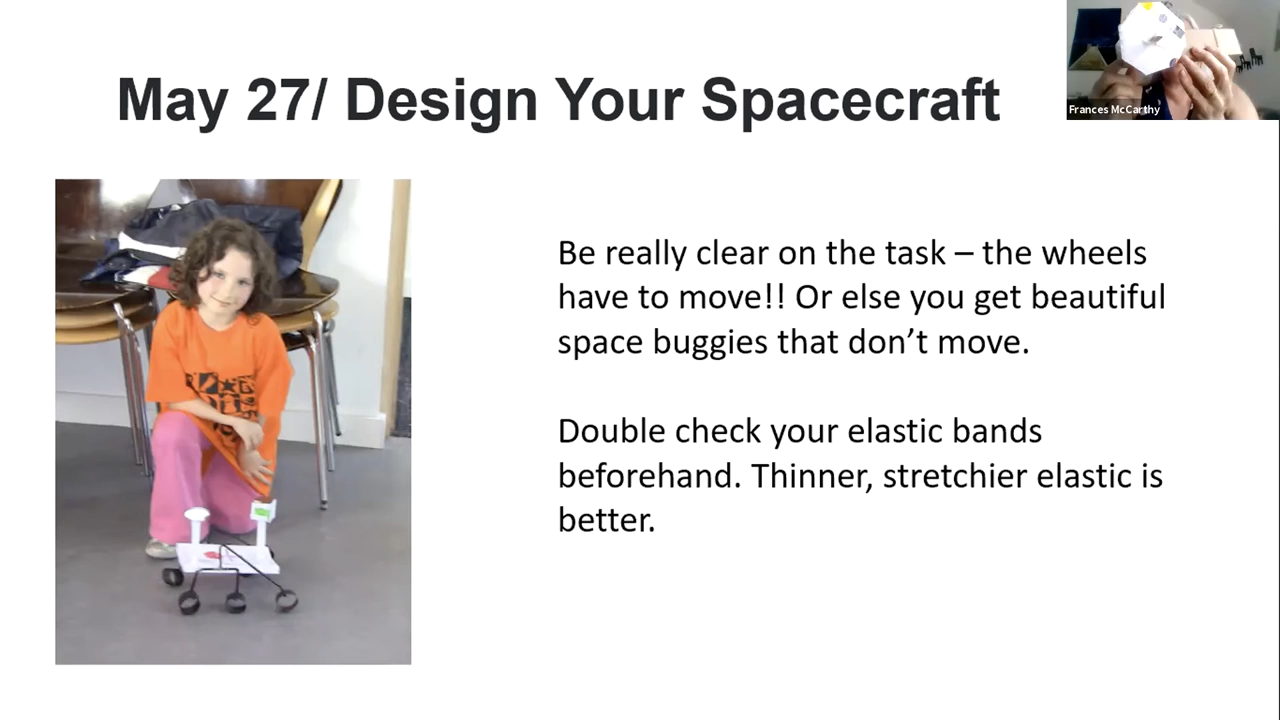 May 27/ Design Your Spacecraft
Frances McCarthy
Be really clear on the task – the wheels
have to move!! Or else you get beautiful
space buggies that don’t move.
Double check your elastic bands
beforehand. Thinner, stretchier elastic is
better.